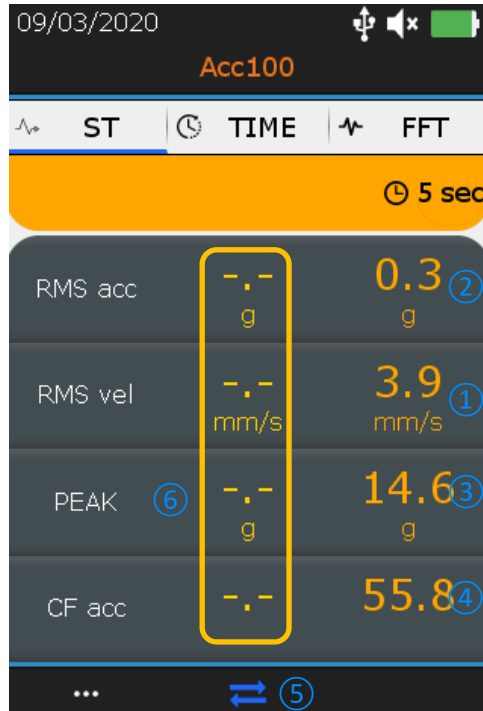 09/03/2020
Acc100
ST TIME FFT
5 sec
RMS acc -.- g 0.3 g ②
RMS vel -.- mm/s 3.9 mm/s ①
PEAK ⑥ -.- g 14.6 g ③
CF acc -.- 55.8 ④
... ⑤